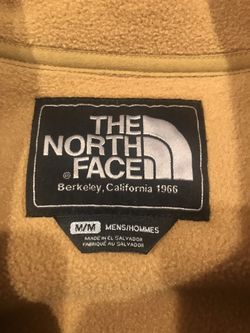 THE
NORTH
FACE
®
Berkeley, California 1966
M/M MENS/HOMMES
MADE IN EL SALVADOR
FABRIQUÉ AU SALVADOR